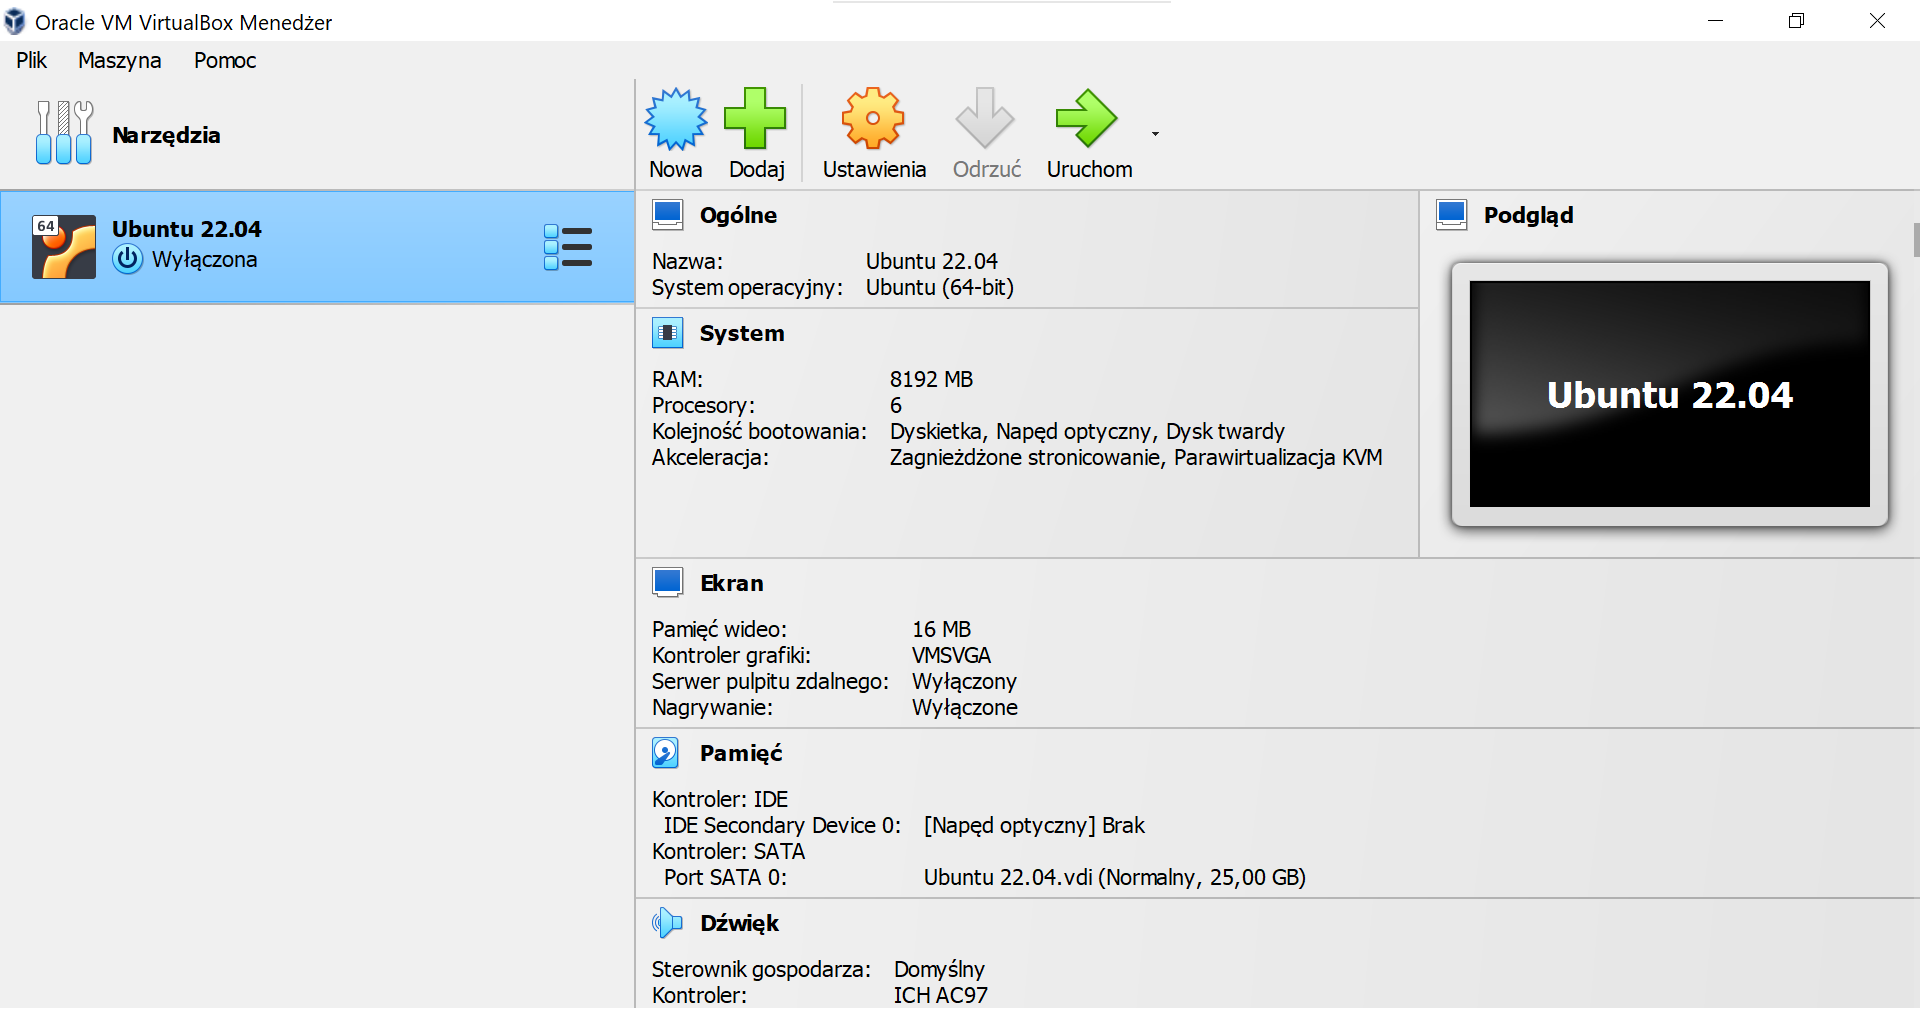 Oracle VM VirtualBox Menedżer
Plik Maszyna Pomoc
Narzędzia
Nowa Dodaj Ustawienia Odrzuć Uruchom
64
Ubuntu 22.04
Wyłączona
Ogólne
Nazwa: Ubuntu 22.04
System operacyjny: Ubuntu (64-bit)
Podgląd
Ubuntu 22.04
System
RAM: 8192 MB
Procesory: 6
Kolejność bootowania: Dyskietka, Napęd optyczny, Dysk twardy
Akceleracja: Zagnieżdżone stronicowanie, Parawirtualizacja KVM
Ekran
Pamięć wideo: 16 MB
Kontroler grafiki: VMSVGA
Serwer pulpitu zdalnego: Wyłączony
Nagrywanie: Wyłączone
Pamięć
Kontroler: IDE
IDE Secondary Device 0: [Napęd optyczny] Brak
Kontroler: SATA
Port SATA 0: Ubuntu 22.04.vdi (Normalny, 25,00 GB)
Dźwięk
Sterownik gospodarza: Domyślny
Kontroler: ICH AC97